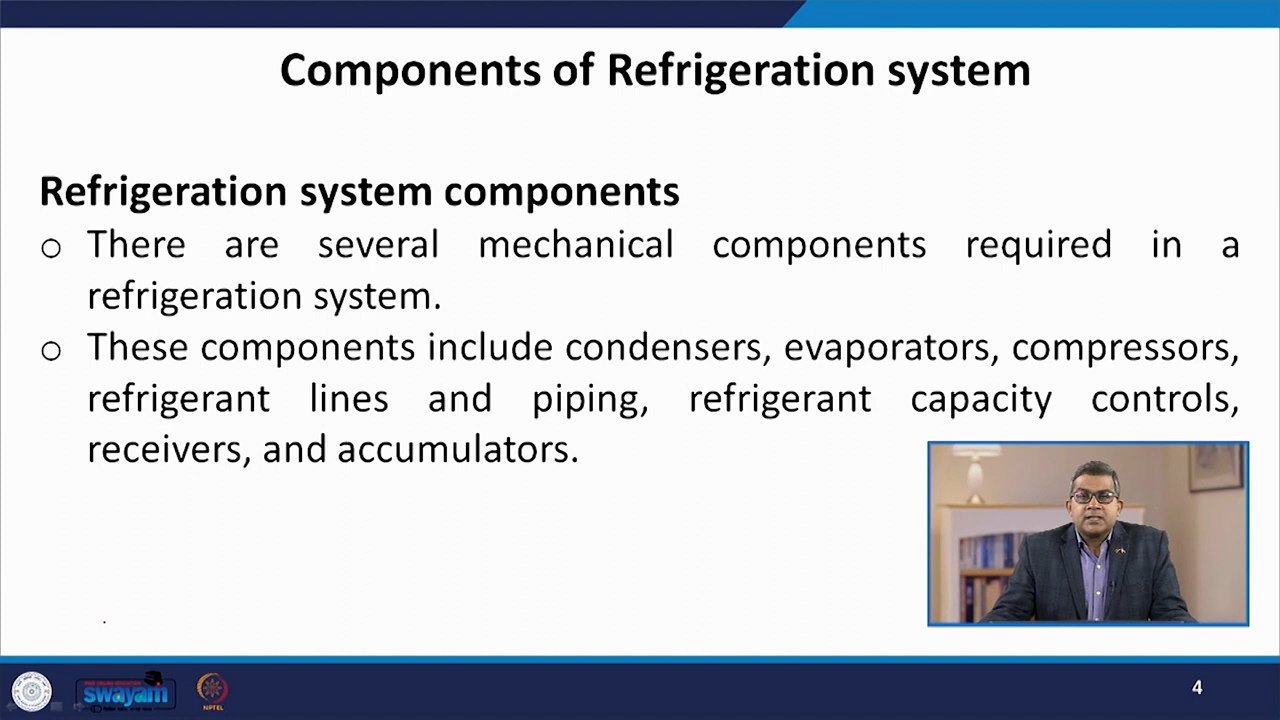 Components of Refrigeration system
Refrigeration system components
o There are several mechanical components required in a
refrigeration system.
o These components include condensers, evaporators, compressors,
refrigerant lines and piping, refrigerant capacity controls,
receivers, and accumulators.
swayam
NPTEL
4